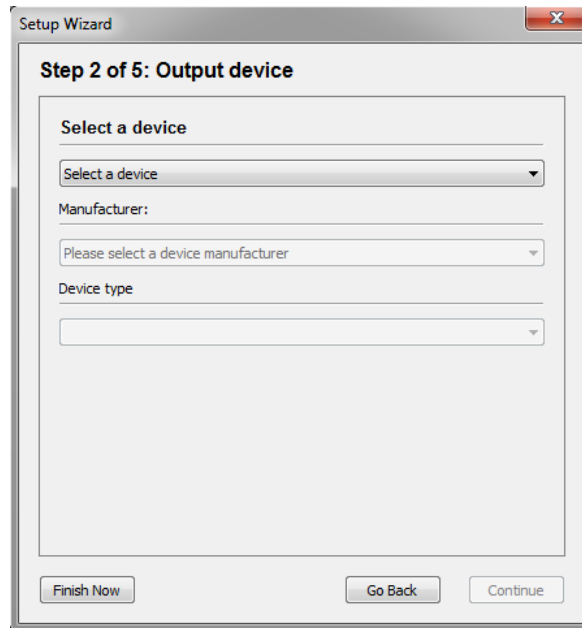 Setup Wizard
Step 2 of 5: Output device
Select a device
Select a device
Manufacturer:
Please select a device manufacturer
Device type
Finish Now
Go Back
Continue